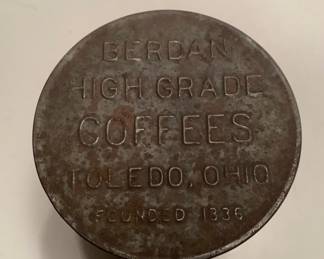 BERDAN
HIGH GRADE
COFFEES
TOLEDO, OHIO
FOUNDED 1836